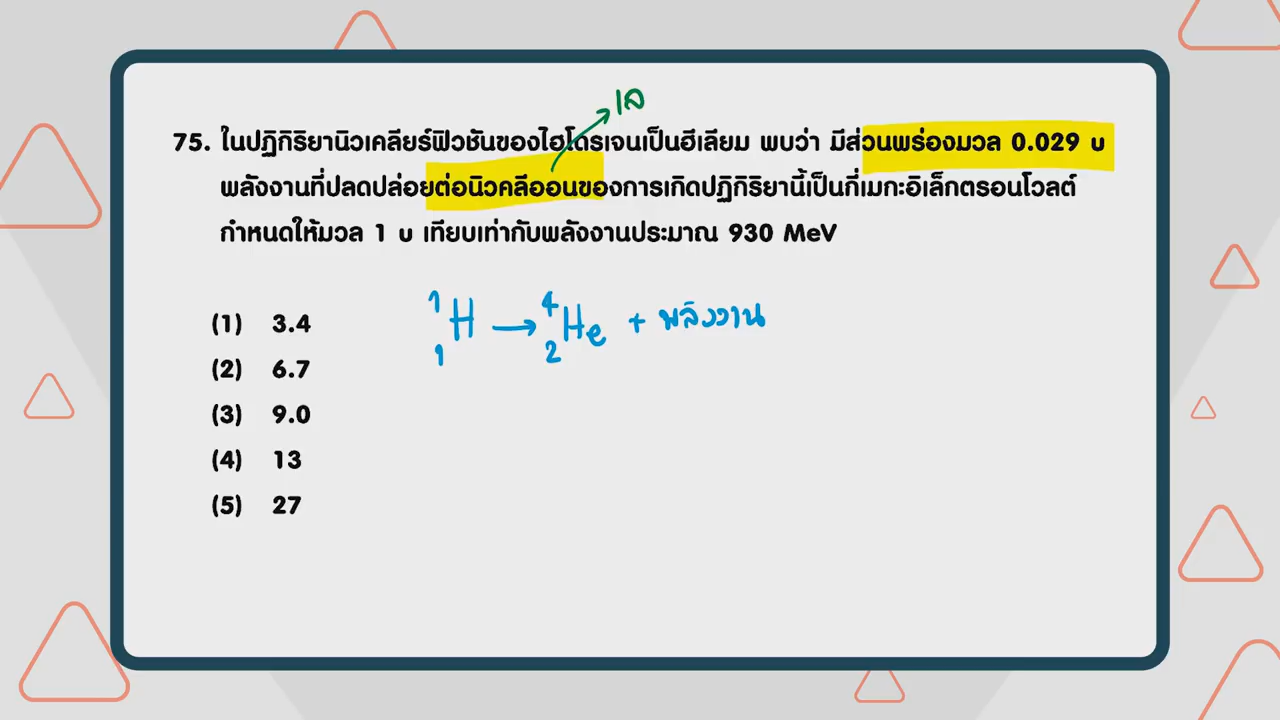 เลข
75. ในปฏิกิริยานิวเคลียร์ฟิวชันของไฮโดรเจนเป็นฮีเลียม พบว่า มีส่วนพร่องมวล 0.029 u
พลังงานที่ปลดปล่อยต่อนิวคลีออนของการเกิดปฏิกิริยานี้เป็นกี่เมกะอิเล็กตรอนโวลต์
กำหนดให้มวล 1 u เทียบเท่ากับพลังงานประมาณ 930 MeV
¹₁H → ⁴₂He + พลังงาน
(1) 3.4
(2) 6.7
(3) 9.0
(4) 13
(5) 27